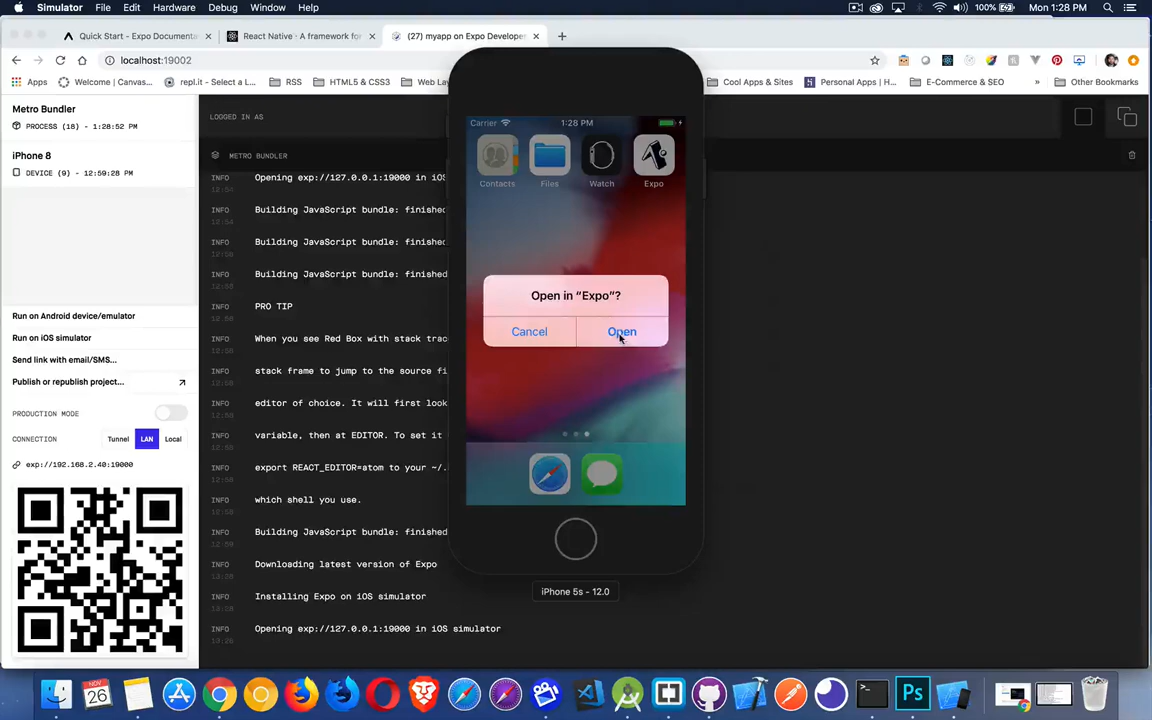 Simulator File Edit Hardware Debug Window Help 100% Mon 1:28 PM
Quick Start - Expo Documenta
React Native · A framework fo
(27) myapp on Expo Develope
localhost:19002
Apps
Welcome | Canvas...
repl.it - Select a L
RSS
HTML5 & CSS3
Web Lay
Cool Apps & Sites
Personal Apps | H...
E-Commerce & SEO
»
Other Bookmarks
Metro Bundler
PROCESS (18) - 1:28:52 PM
iPhone 8
DEVICE (9) - 12:59:28 PM
Run on Android device/emulator
Run on iOS simulator
Send link with email/SMS...
Publish or republish project...
PRODUCTION MODE
CONNECTION Tunnel LAN Local
exp://192.168.2.40:19000
LOGGED IN AS
METRO BUNDLER
INFO Opening exp://127.0.0.1:19000 in iOS
12:54
INFO Building JavaScript bundle: finished
12:54
INFO Building JavaScript bundle: finished
INFO Building JavaScript bundle: finished
INFO PRO TIP
INFO When you see Red Box with stack trac
INFO stack frame to jump to the source fi
INFO editor of choice. It will first look
INFO variable, then at EDITOR. To set it
INFO export REACT_EDITOR=atom to your ~/.
INFO which shell you use.
INFO Building JavaScript bundle: finished
INFO Downloading latest version of Expo
INFO Installing Expo on iOS simulator
INFO Opening exp://127.0.0.1:19000 in iOS simulator
Carrier 1:28 PM
Contacts Files Watch Expo
Open in “Expo”?
Cancel Open
iPhone 5s - 12.0
NOV
26
Ps